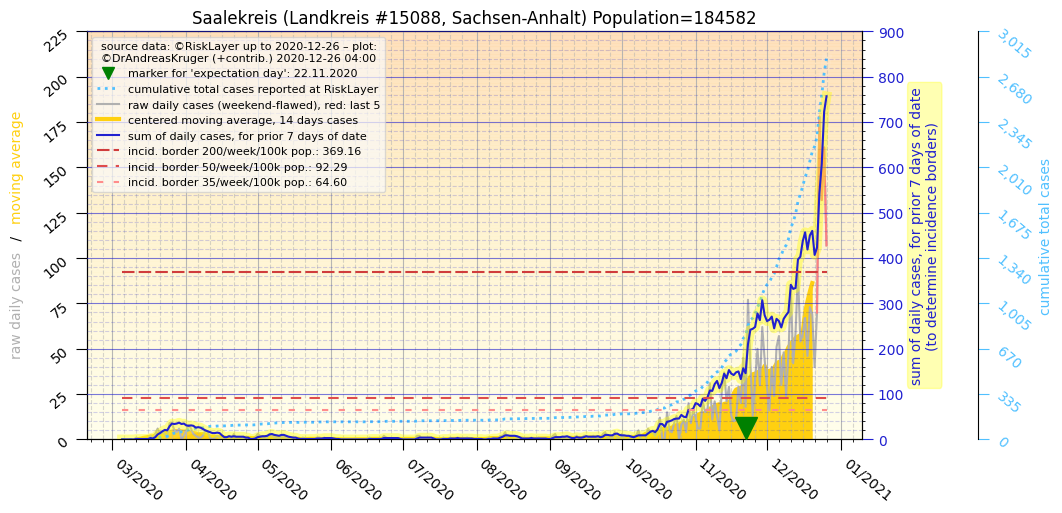 Saalekreis (Landkreis #15088, Sachsen-Anhalt) Population=184582
source data: ©RiskLayer up to 2020-12-26 – plot:
©DrAndreasKruger (+contrib.) 2020-12-26 04:00
marker for 'expectation day': 22.11.2020
cumulative total cases reported at RiskLayer
raw daily cases (weekend-flawed), red: last 5
centered moving average, 14 days cases
sum of daily cases, for prior 7 days of date
incid. border 200/week/100k pop.: 369.16
incid. border 50/week/100k pop.: 92.29
incid. border 35/week/100k pop.: 64.60
raw daily cases / moving average
225
200
175
150
125
100
75
50
25
0
03/2020
04/2020
05/2020
06/2020
07/2020
08/2020
09/2020
10/2020
11/2020
12/2020
01/2021
900
800
700
600
500
400
300
200
100
0
sum of daily cases, for prior 7 days of date
(to determine incidence borders)
3,015
2,680
2,345
2,010
1,675
1,340
1,005
670
335
0
cumulative total cases